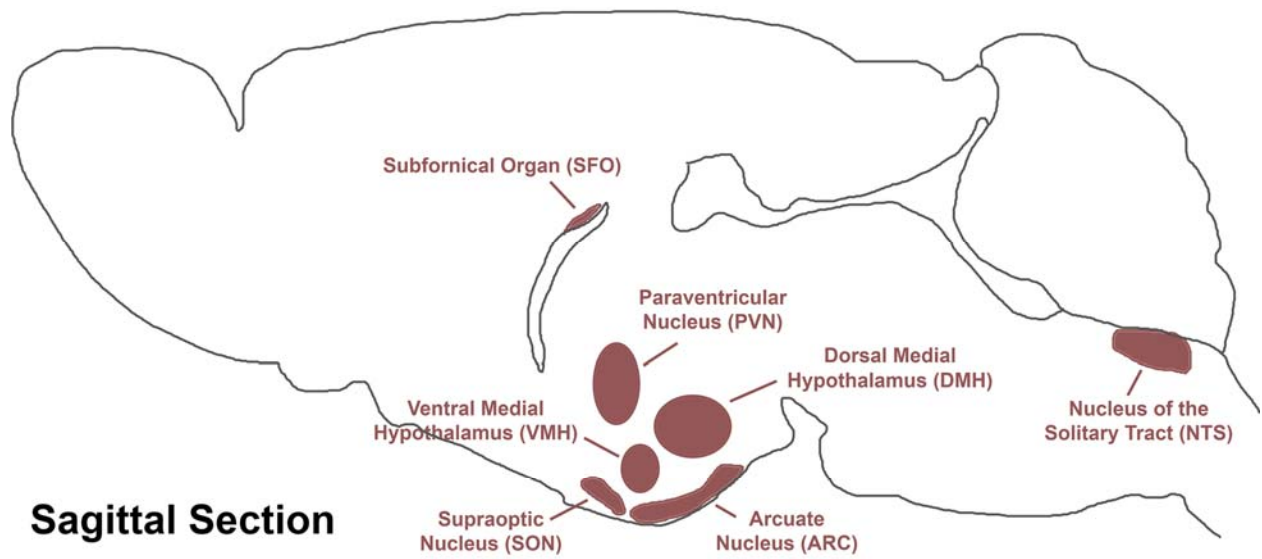 Subfornical Organ (SFO)
Paraventricular
Nucleus (PVN)
Dorsal Medial
Hypothalamus (DMH)
Ventral Medial
Hypothalamus (VMH)
Nucleus of the
Solitary Tract (NTS)
Sagittal Section
Supraoptic
Nucleus (SON)
Arcuate
Nucleus (ARC)